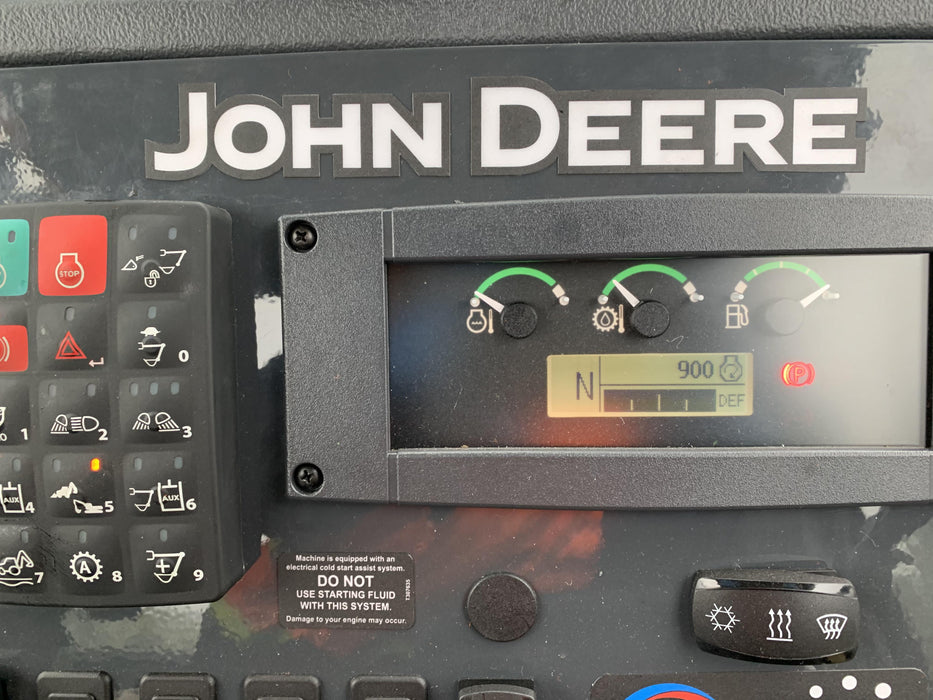 JOHN DEERE
STOP
0
1
2
3
AUX
4
5
AUX
6
7
A
8
9
N
900
DEF
P
Machine is equipped with an
electrical cold start assist system.
DO NOT
USE STARTING FLUID
WITH THIS SYSTEM.
Damage to your engine may occur.
T307635